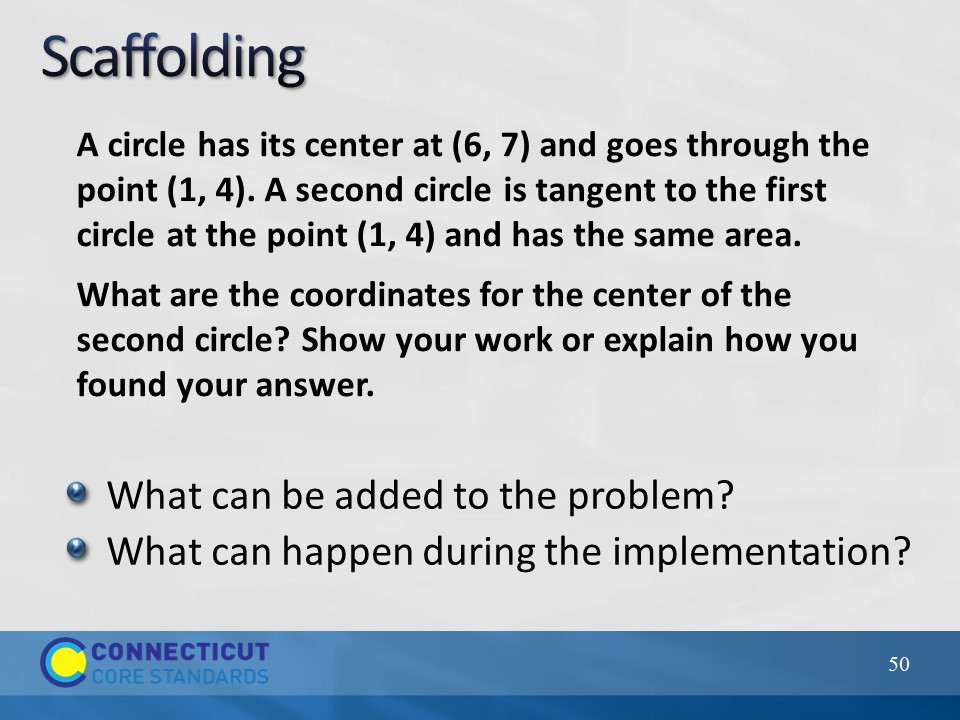 Scaffolding
A circle has its center at (6, 7) and goes through the
point (1, 4). A second circle is tangent to the first
circle at the point (1, 4) and has the same area.
What are the coordinates for the center of the
second circle? Show your work or explain how you
found your answer.
What can be added to the problem?
What can happen during the implementation?
CONNECTICUT
CORE STANDARDS
50